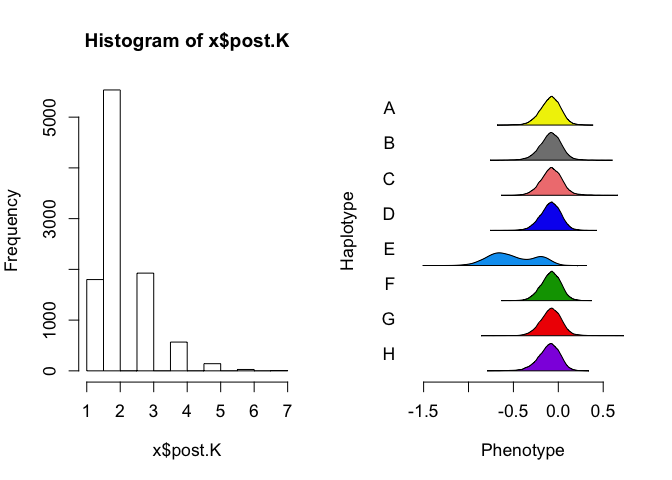 Histogram of x$post.K
Frequency
0
1000
3000
5000
1 2 3 4 5 6 7
x$post.K
Haplotype
A
B
C
D
E
F
G
H
-1.5 -0.5 0.0 0.5
Phenotype